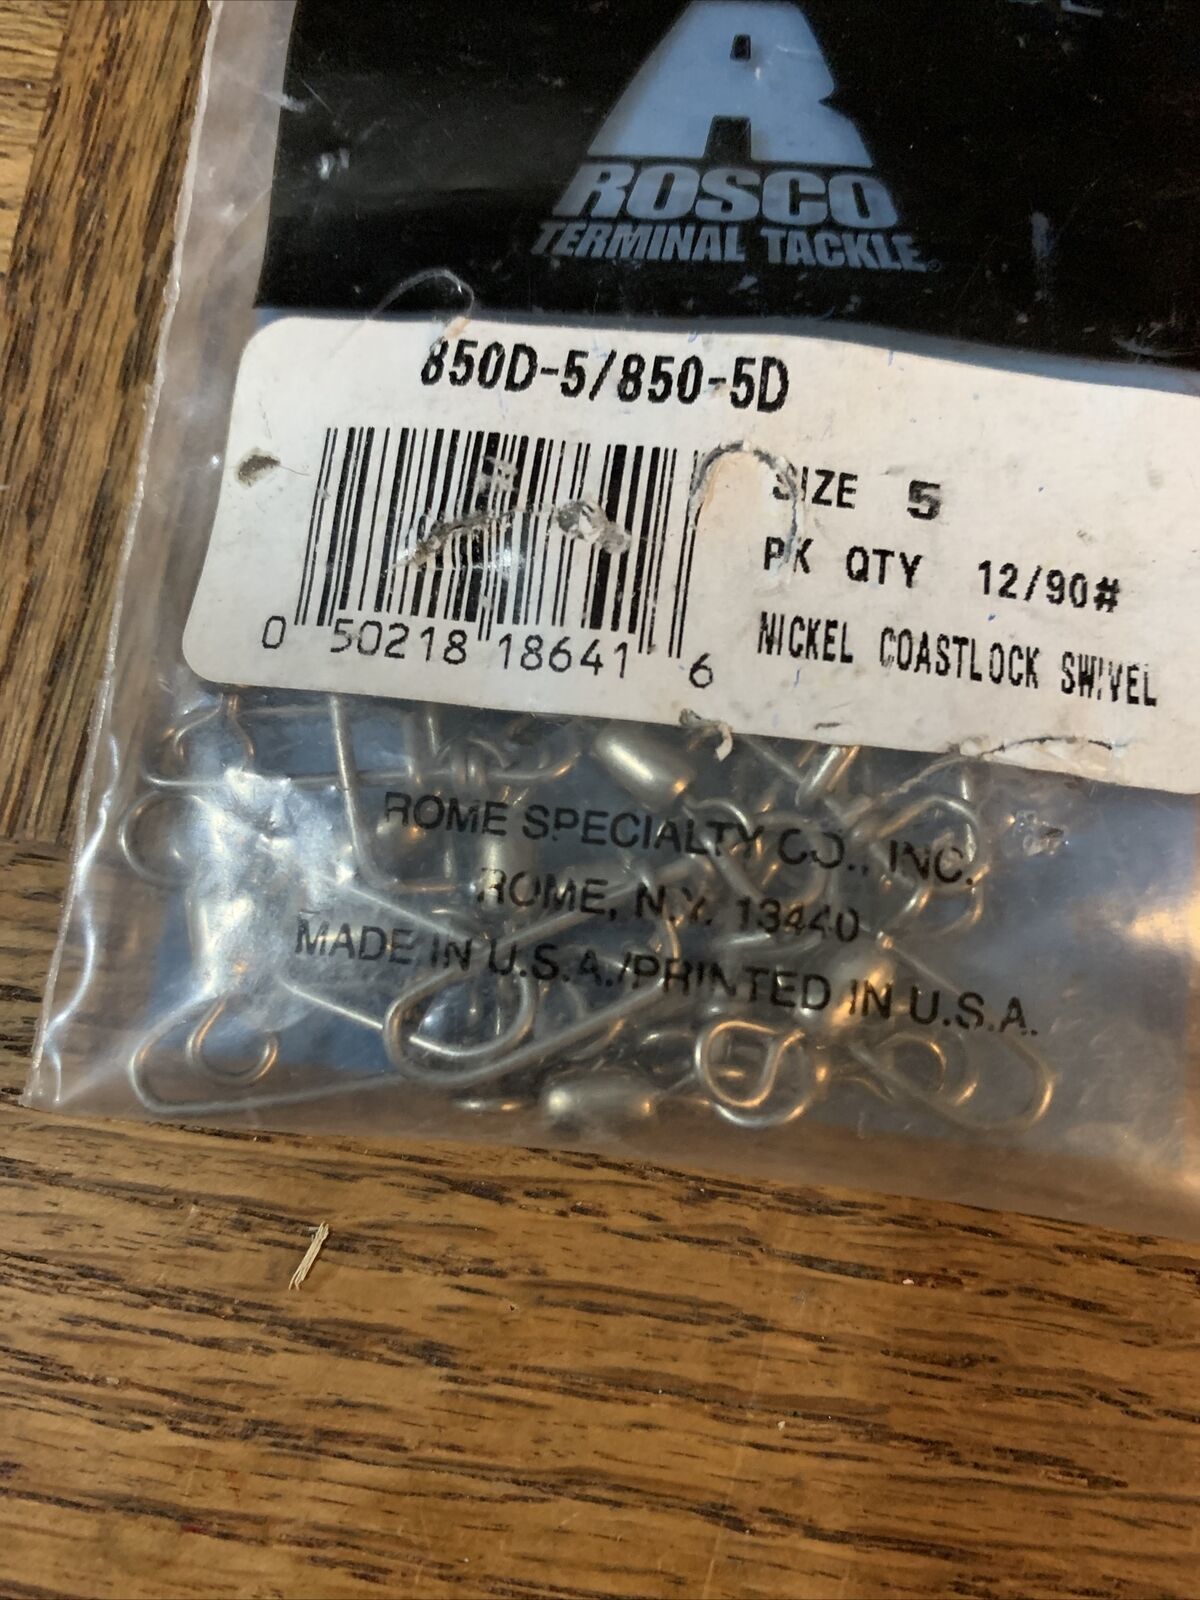 R
ROSCO
TERMINAL TACKLE
850D-5/850-5D
SIZE 5
PK QTY 12/90#
NICKEL COASTLOCK SWIVEL
0 50218 18641 6
ROME SPECIALTY CO., INC.
ROME, N.Y. 13440
MADE IN U.S.A./PRINTED IN U.S.A.